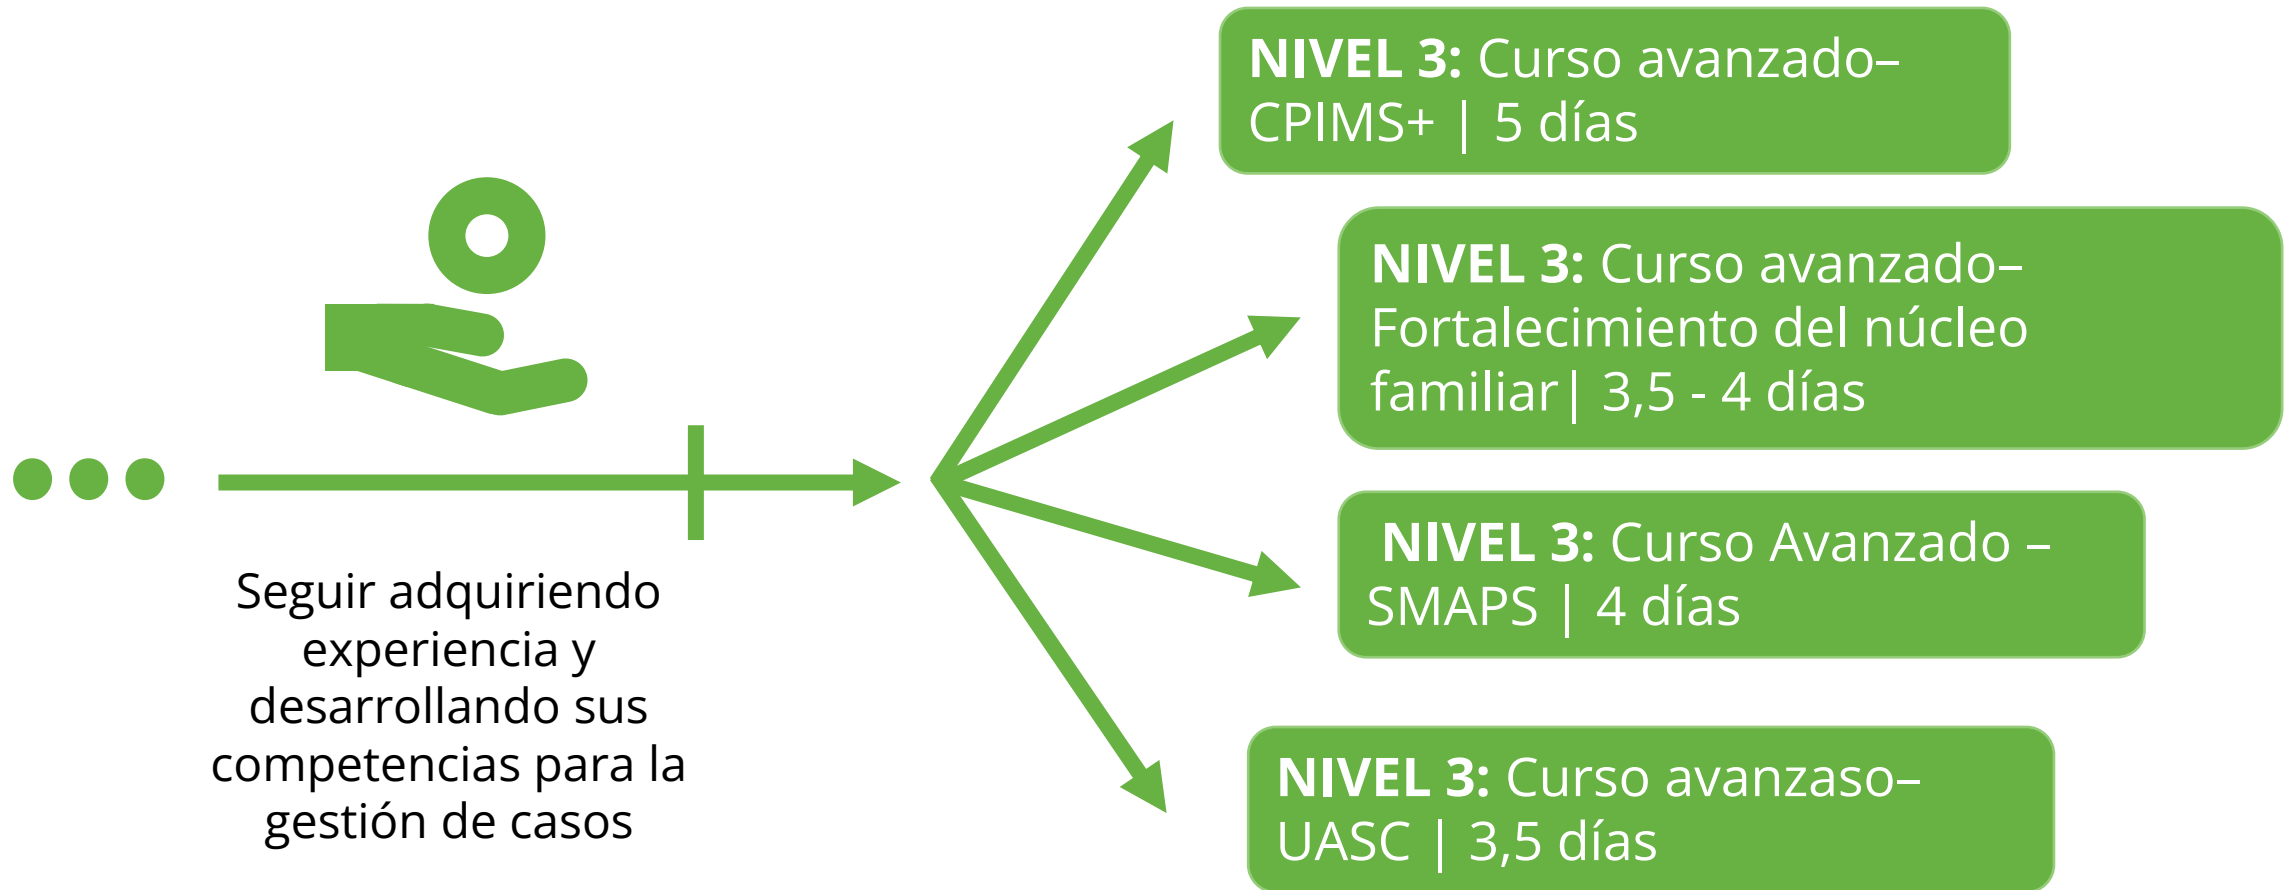 Seguir adquiriendo
experiencia y
desarrollando sus
competencias para la
gestión de casos
NIVEL 3: Curso avanzado–
CPIMS+ | 5 días
NIVEL 3: Curso avanzado–
Fortalecimiento del núcleo
familiar| 3,5 - 4 días
NIVEL 3: Curso Avanzado –
SMAPS | 4 días
NIVEL 3: Curso avanzaso–
UASC | 3,5 días